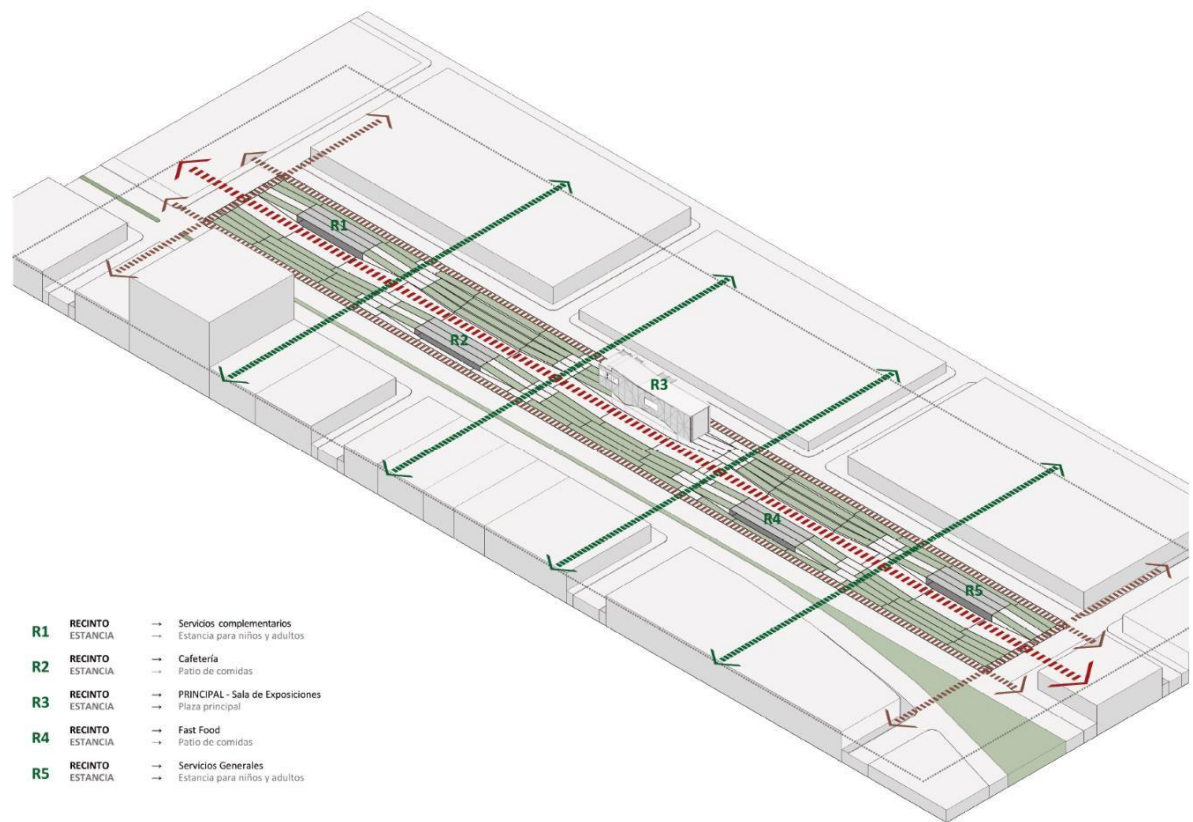 R1
R2
R3
R4
R5
R1 RECINTO → Servicios complementarios
ESTANCIA → Estancia para niños y adultos
R2 RECINTO → Cafetería
ESTANCIA → Patio de comidas
R3 RECINTO → PRINCIPAL - Sala de Exposiciones
ESTANCIA → Plaza principal
R4 RECINTO → Fast Food
ESTANCIA → Patio de comidas
R5 RECINTO → Servicios Generales
ESTANCIA → Estancia para niños y adultos